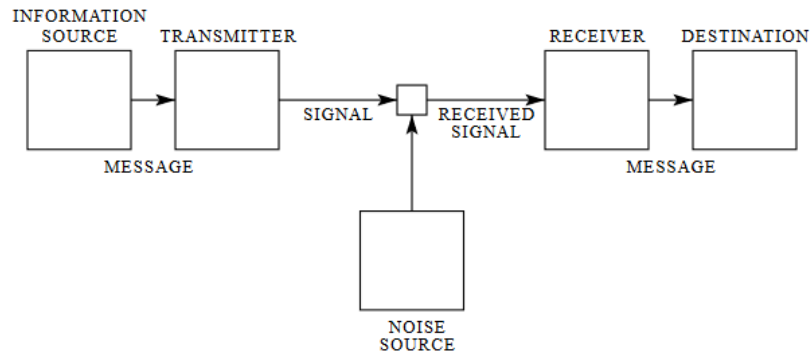 INFORMATION
SOURCE
TRANSMITTER
RECEIVER
DESTINATION
SIGNAL
RECEIVED
SIGNAL
MESSAGE
MESSAGE
NOISE
SOURCE